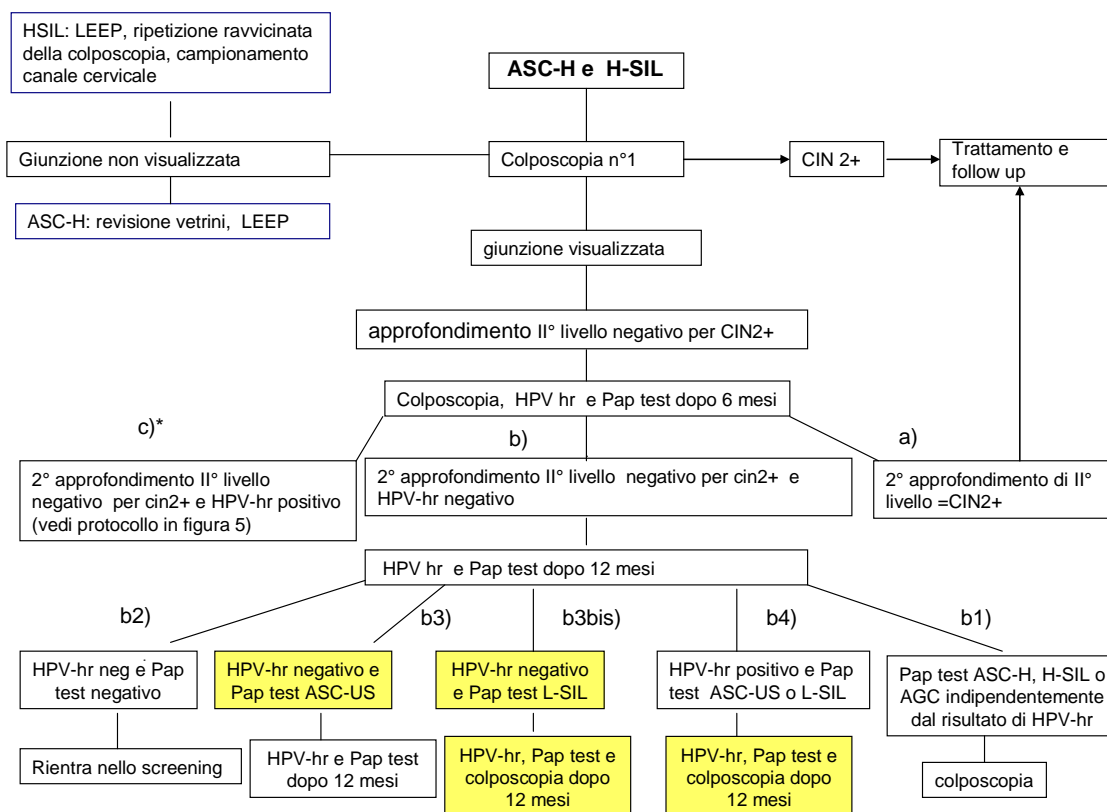 HSIL: LEEP, ripetizione ravvicinata
della colposcopia, campionamento
canale cervicale
ASC-H e H-SIL
Giunzione non visualizzata
Colposcopia n°1
CIN 2+
Trattamento e
follow up
ASC-H: revisione vetrini, LEEP
giunzione visualizzata
approfondimento II° livello negativo per CIN2+
Colposcopia, HPV hr e Pap test dopo 6 mesi
c)*
b)
a)
2° approfondimento II° livello
negativo per cin2+ e HPV-hr positivo
(vedi protocollo in figura 5)
2° approfondimento II° livello negativo per cin2+ e
HPV-hr negativo
2° approfondimento di II°
livello =CIN2+
HPV hr e Pap test dopo 12 mesi
b2)
b3)
b3bis)
b4)
b1)
HPV-hr neg e Pap
test negativo
HPV-hr negativo e
Pap test ASC-US
HPV-hr negativo
e Pap test L-SIL
HPV-hr positivo e Pap
test ASC-US o L-SIL
Pap test ASC-H, H-SIL o
AGC indipendentemente
dal risultato di HPV-hr
Rientra nello screening
HPV-hr e Pap test
dopo 12 mesi
HPV-hr, Pap test e
colposcopia dopo
12 mesi
HPV-hr, Pap test e
colposcopia dopo
12 mesi
colposcopia